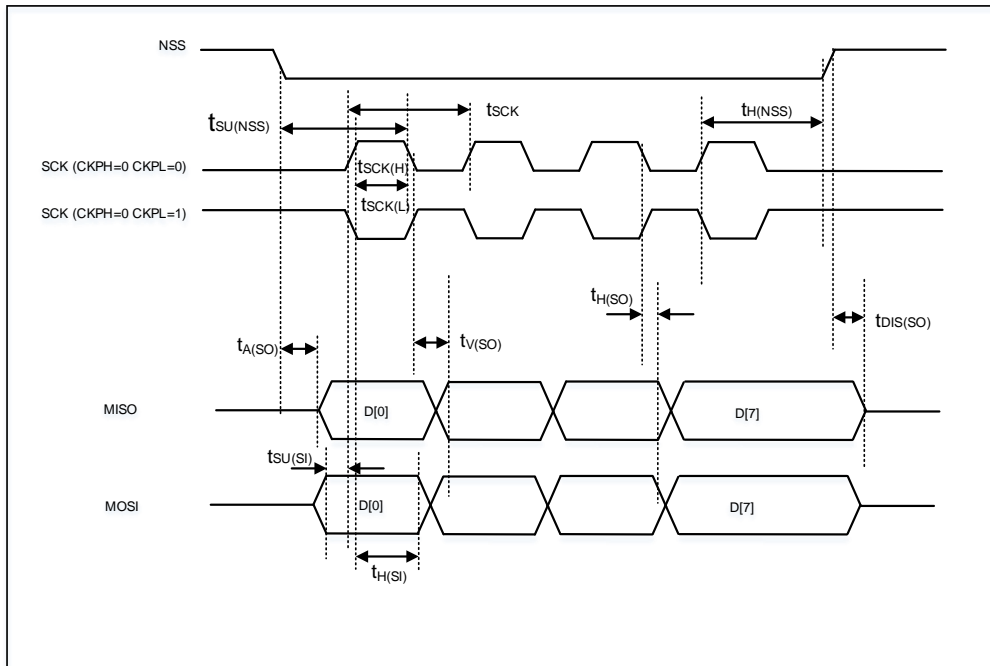 NSS
tSCK
tH(NSS)
tSU(NSS)
SCK (CKPH=0 CKPL=0)
tSCK(H)
tSCK(L)
SCK (CKPH=0 CKPL=1)
tH(SO)
tDIS(SO)
tA(SO)
tV(SO)
MISO
D[0]
D[7]
tSU(SI)
MOSI
D[0]
D[7]
tH(SI)